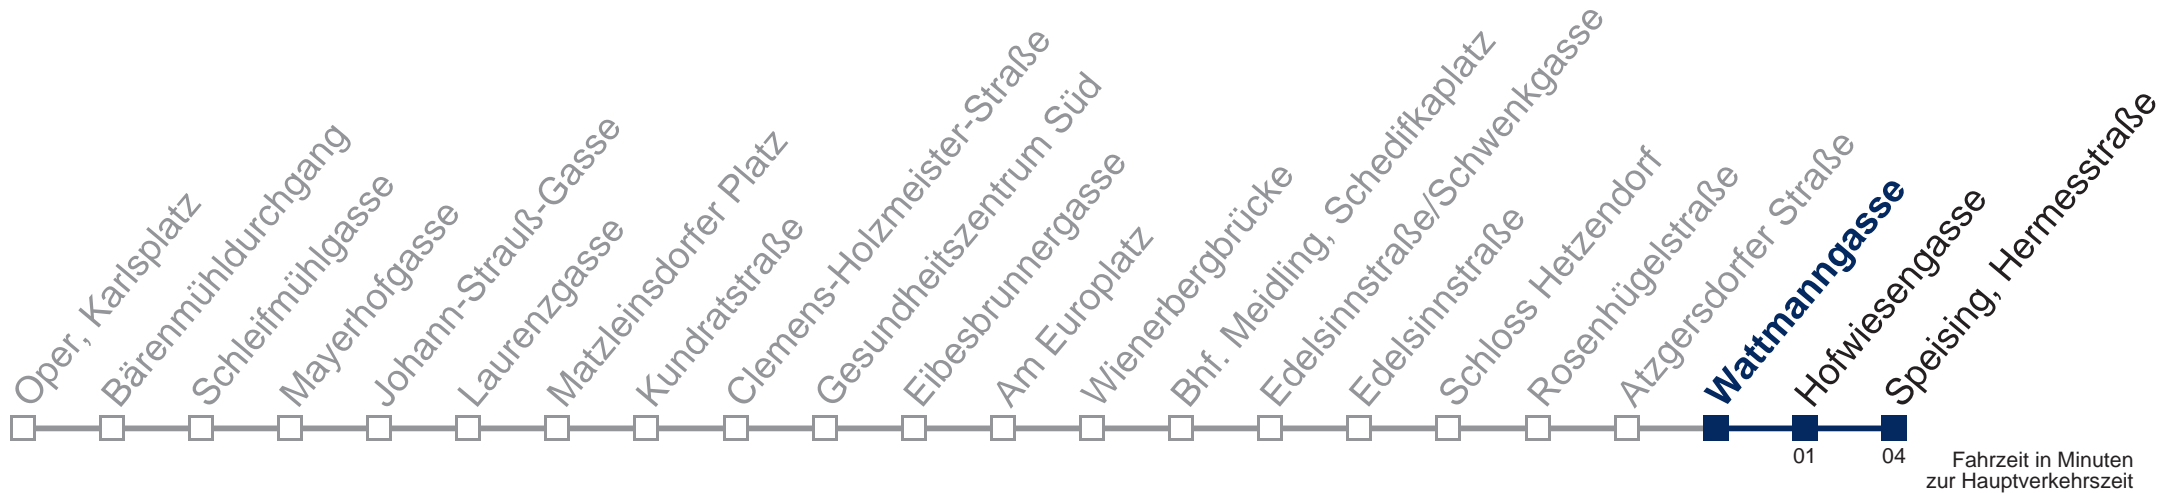 Oper, Karlsplatz
Bärenmühldurchgang
Schleifmühlgasse
Mayerhofgasse
Johann-Strauß-Gasse
Laurenzgasse
Matzleinsdorfer Platz
Kundratstraße
Clemens-Holzmeister-Straße
Gesundheitszentrum Süd
Eibesbrunnergasse
Am Europlatz
Wienerbergbrücke
Bhf. Meidling, Schedifkaplatz
Edelsinnstraße/Schwenkgasse
Edelsinnstraße
Schloss Hetzendorf
Rosenhügelstraße
Atzgersdorfer Straße
Wattmanngasse
Hofwiesengasse
Speising, Hermesstraße
01
04
Fahrzeit in Minuten
zur Hauptverkehrszeit